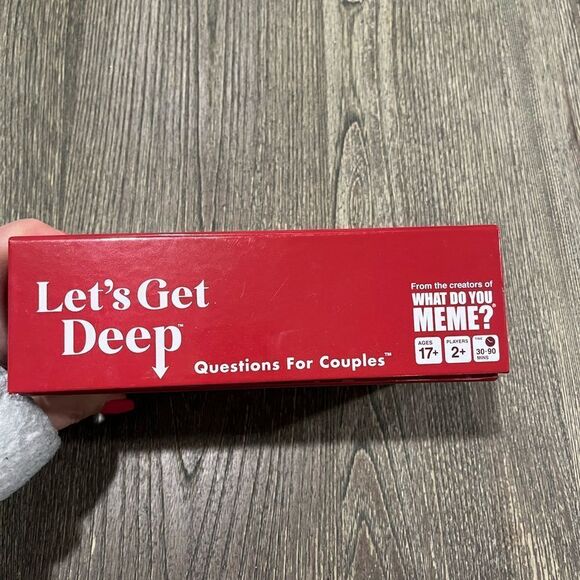 Let's Get
Deep™
Questions For Couples™
From the creators of
WHAT DO YOU
MEME?®
AGES
17+
PLAYERS
2+
TIME
30-90
MINS